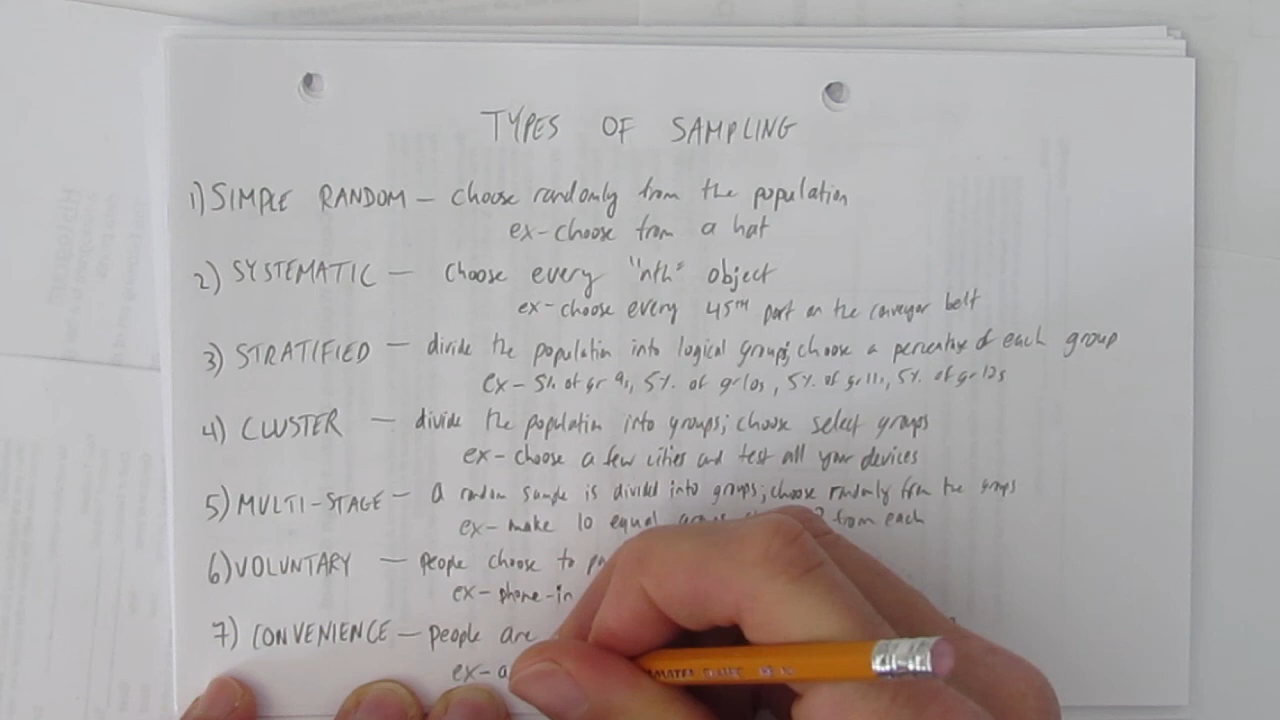 TYPES OF SAMPLING
1) SIMPLE RANDOM — choose randomly from the population
ex - choose from a hat
2) SYSTEMATIC — choose every "nth" object
ex - choose every 45TH part on the conveyor belt
3) STRATIFIED — divide the population into logical groups; choose a percentage of each group
ex - 5% of gr 9s, 5% of gr 10s, 5% of gr 11s, 5% of gr 12s
4) CLUSTER — divide the population into groups; choose select groups
ex - choose a few cities and test all your devices
5) MULTI-STAGE — a random sample is divided into groups; choose randomly from the groups
ex - make 10 equal from each
6) VOLUNTARY — people choose to
ex - phone-in
7) CONVENIENCE — people are
ex -